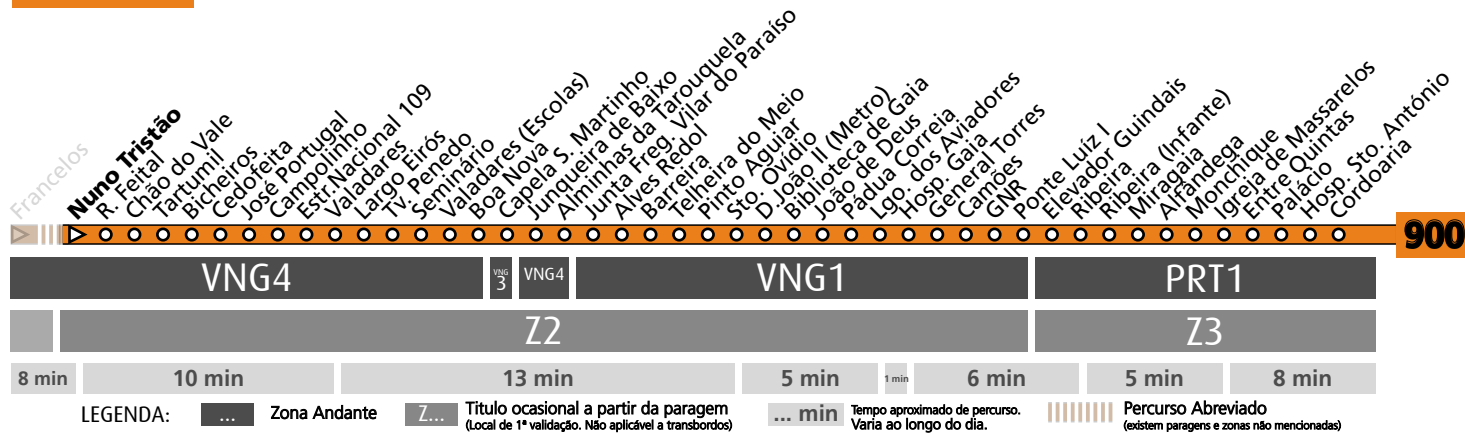 Francelos
Nuno Tristão
R. Feital
Chão do Vale
Tartumil
Bicheiros
Cedofeita
José Portugal
Campolinho
Estr.Nacional 109
Valadares
Largo Eirós
Tv. Penedo
Seminário
Valadares (Escolas)
Boa Nova
Capela S. Martinho
Junqueira de Baixo
Alminhas da Tarouquela
Junta Freg. Vilar do Paraíso
Alves Redol
Barreira
Telheira do Meio
Pinto Aguiar
Sto. Ovídio
D.João II (Metro)
Biblioteca de Gaia
João de Deus
Pádua Correia
Lgo. dos Aviadores
Hosp. Gaia
General Torres
Camões
GNR
Ponte Luíz I
Elevador Guindais
Ribeira
Ribeira (Infante)
Miragaia
Alfândega
Monchique
Igreja de Massarelos
Entre Quintas
Palácio
Hosp. Sto. António
Cordoaria
900
VNG4 VNG3 VNG4 VNG1 PRT1
Z2 Z3
8 min 10 min 13 min 5 min 1 min 6 min 5 min 8 min
LEGENDA: ... Zona Andante Z... Titulo ocasional a partir da paragem ... min Tempo aproximado de percurso. Percurso Abreviado
(Local de 1ª validação. Não aplicável a transbordos) Varia ao longo do dia. (existem paragens e zonas não mencionadas)